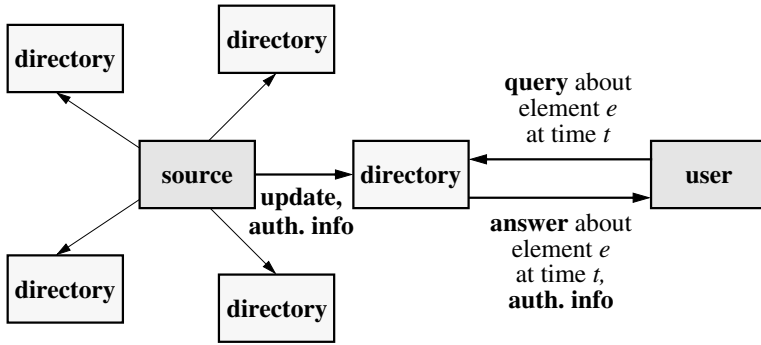 directory
directory
query about
element e
at time t
source
directory
user
update,
auth. info
answer about
element e
at time t,
auth. info
directory
directory